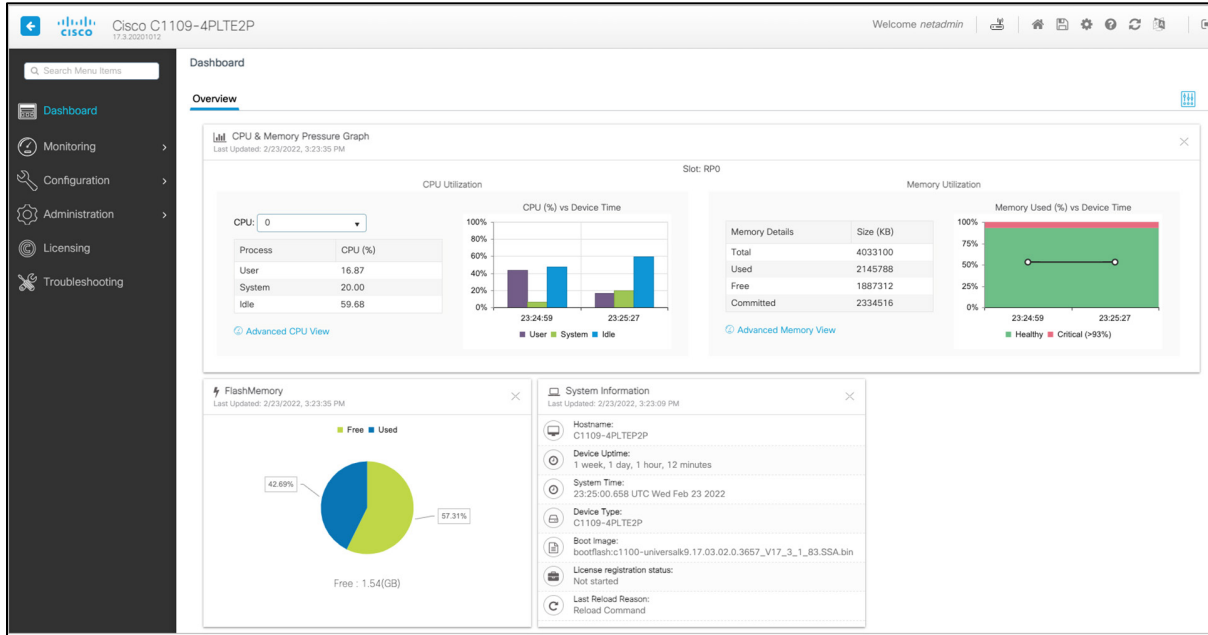 CISCO
Cisco C1109-4PLTE2P
17.3.20201012
Welcome netadmin
Search Menu Items
Dashboard
Monitoring
Configuration
Administration
Licensing
Troubleshooting
Dashboard
Overview
CPU & Memory Pressure Graph
Last Updated: 2/23/2022, 3:23:35 PM
Slot: RP0
CPU Utilization
CPU: 0
Process CPU (%)
User 16.87
System 20.00
Idle 59.68
Advanced CPU View
CPU (%) vs Device Time
100%
80%
60%
40%
20%
0%
23:24:59 23:25:27
User System Idle
Memory Utilization
Memory Details Size (KB)
Total 4033100
Used 2145788
Free 1887312
Committed 2334516
Advanced Memory View
Memory Used (%) vs Device Time
100%
75%
50%
25%
0%
23:24:59 23:25:27
Healthy Critical (>93%)
FlashMemory
Last Updated: 2/23/2022, 3:23:35 PM
Free Used
42.69%
57.31%
Free : 1.54(GB)
System Information
Last Updated: 2/23/2022, 3:23:09 PM
Hostname:
C1109-4PLTEP2P
Device Uptime:
1 week, 1 day, 1 hour, 12 minutes
System Time:
23:25:00.658 UTC Wed Feb 23 2022
Device Type:
C1109-4PLTE2P
Boot Image:
bootflash:c1100-universalk9.17.03.02.0.3657_V17_3_1_83.SSA.bin
License registration status:
Not started
Last Reload Reason:
Reload Command